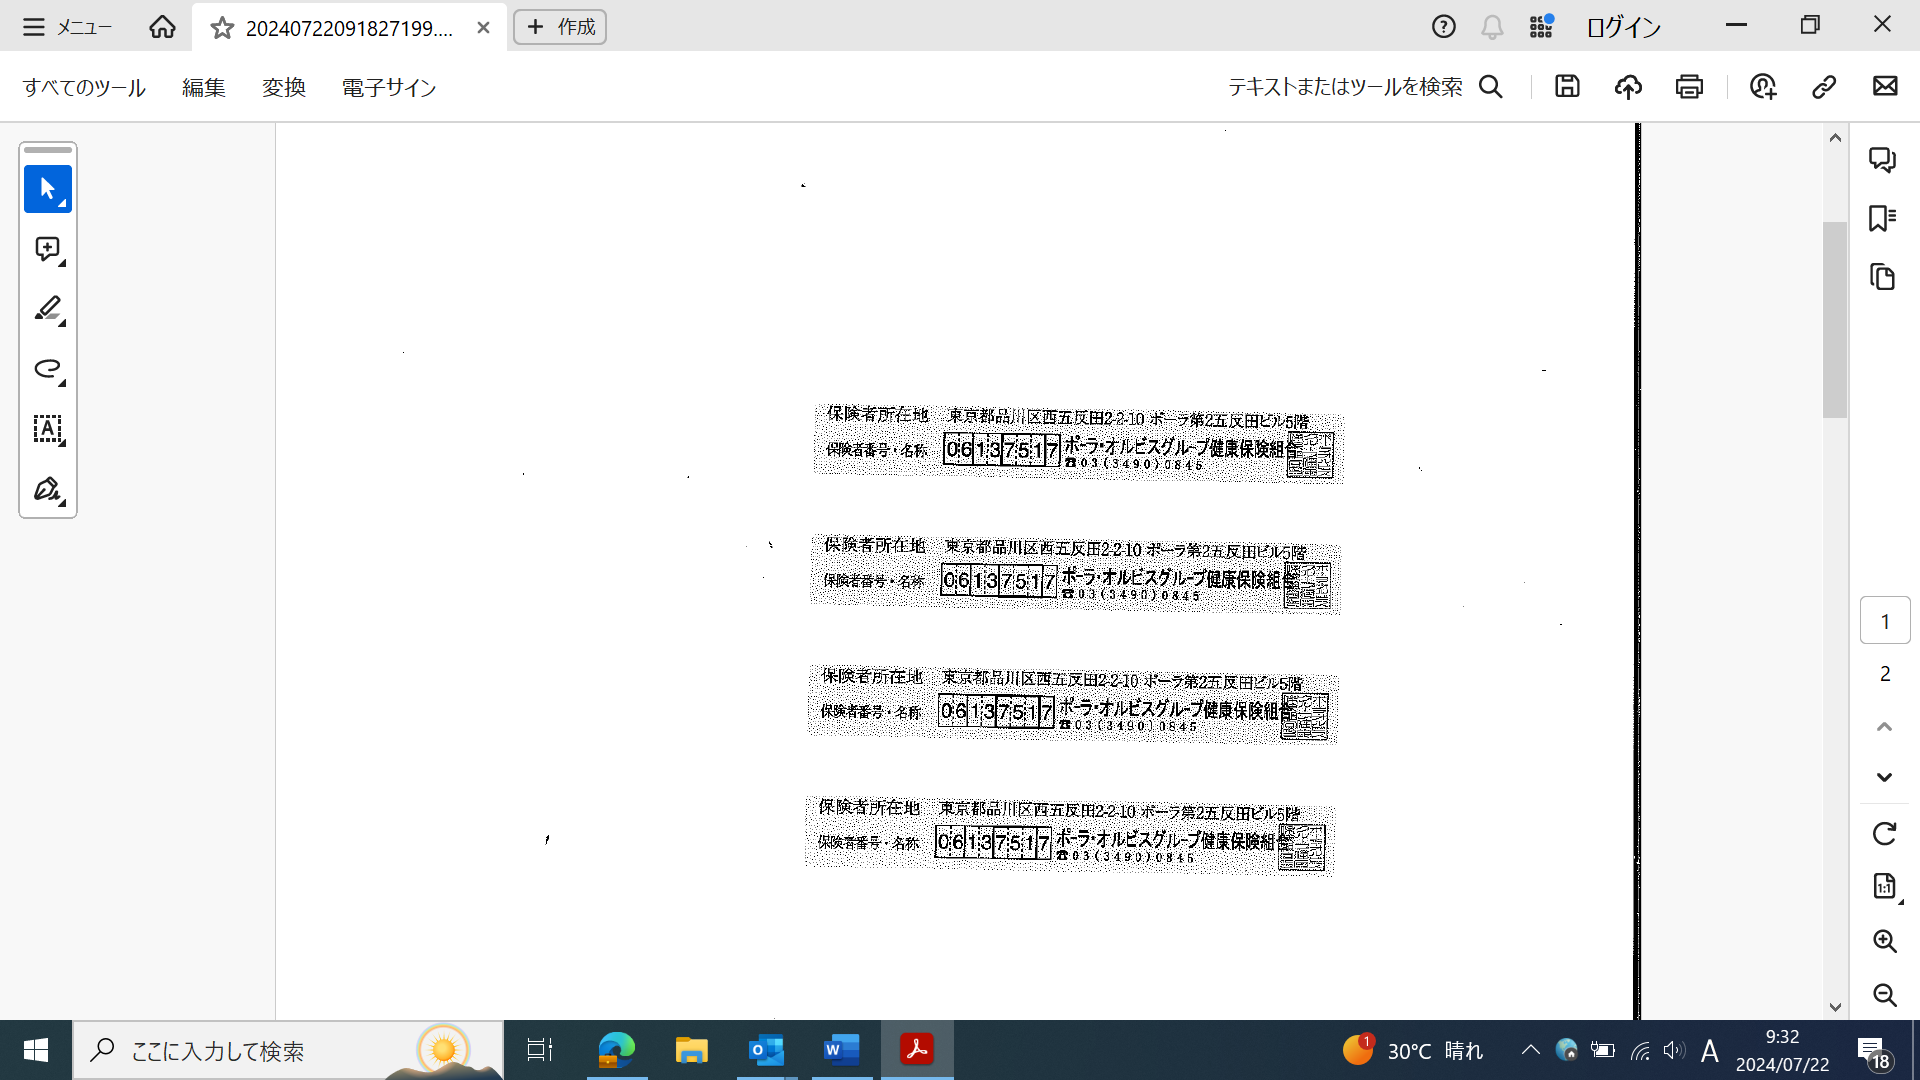 メニュー
20240722091827199....
作成
ログイン
すべてのツール 編集 変換 電子サイン
テキストまたはツールを検索
保険者所在地 東京都品川区西五反田2-2-10 ポーラ第2五反田ビル5階
保険者番号・名称 06137517 ポーラ・オルビスグループ健康保険組合
☎03(3490)0845
保険者所在地 東京都品川区西五反田2-2-10 ポーラ第2五反田ビル5階
保険者番号・名称 06137517 ポーラ・オルビスグループ健康保険組合
☎03(3490)0845
保険者所在地 東京都品川区西五反田2-2-10 ポーラ第2五反田ビル5階
保険者番号・名称 06137517 ポーラ・オルビスグループ健康保険組合
☎03(3490)0845
保険者所在地 東京都品川区西五反田2-2-10 ポーラ第2五反田ビル5階
保険者番号・名称 06137517 ポーラ・オルビスグループ健康保険組合
☎03(3490)0845
1
2
1:1
ここに入力して検索
1
30°C 晴れ
A
9:32
2024/07/22
18